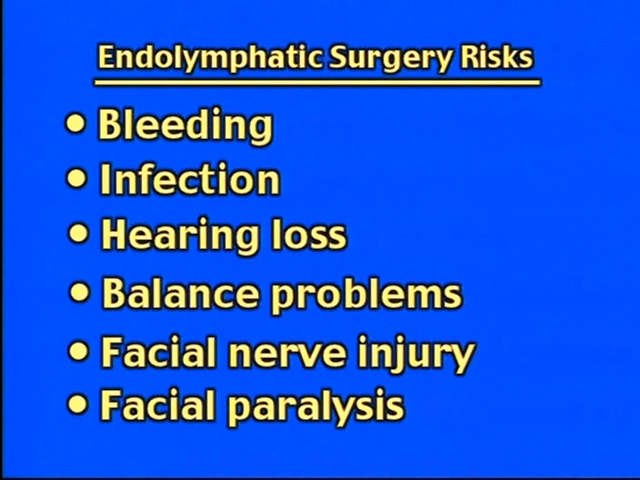 Endolymphatic Surgery Risks
• Bleeding
• Infection
• Hearing loss
• Balance problems
• Facial nerve injury
• Facial paralysis